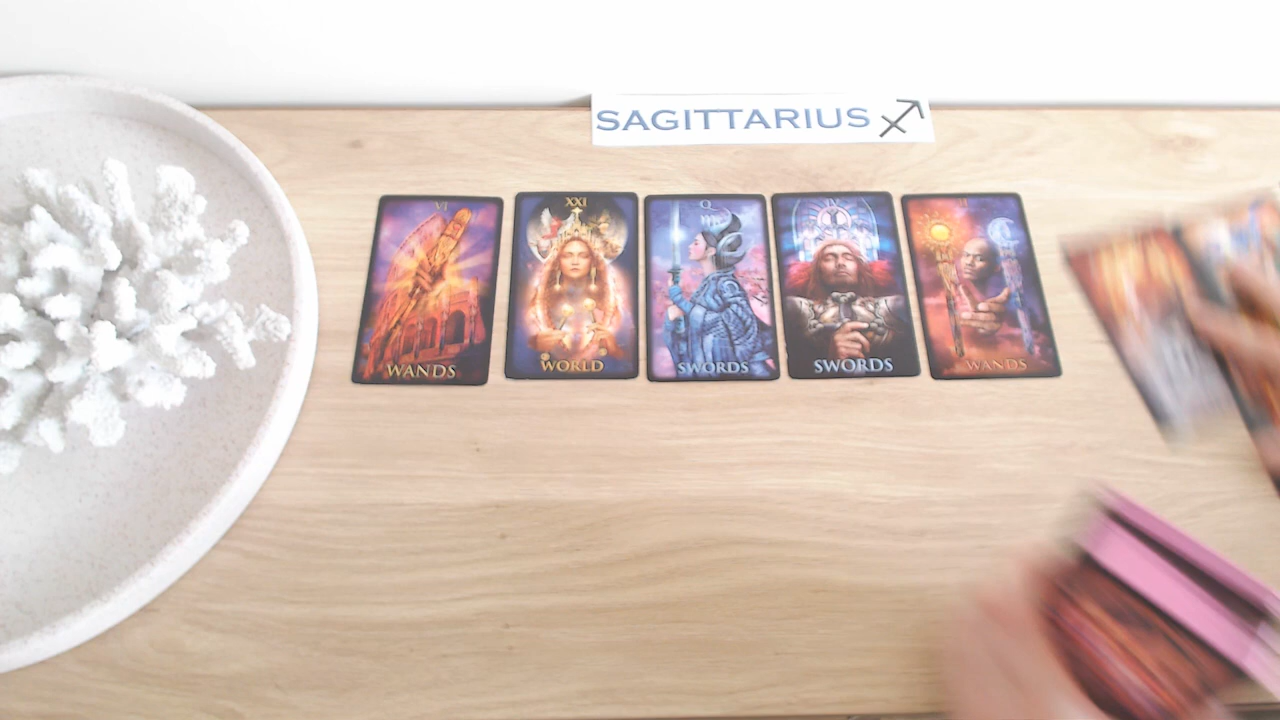 SAGITTARIUS
VI
WANDS
XXI
WORLD
Q
SWORDS
IV
SWORDS
II
WANDS